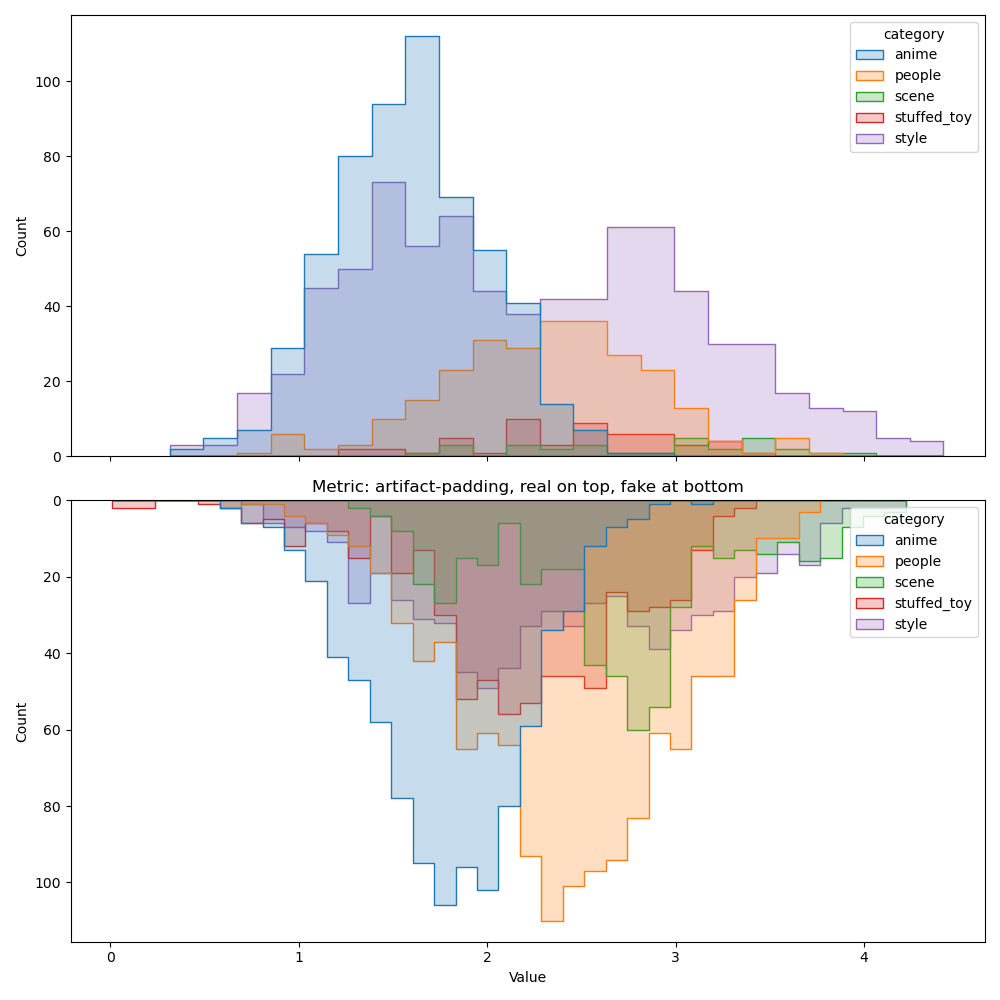 100
80
60
40
20
0
Count
category
anime
people
scene
stuffed_toy
style
Metric: artifact-padding, real on top, fake at bottom
0
20
40
60
80
100
Count
category
anime
people
scene
stuffed_toy
style
0 1 2 3 4
Value